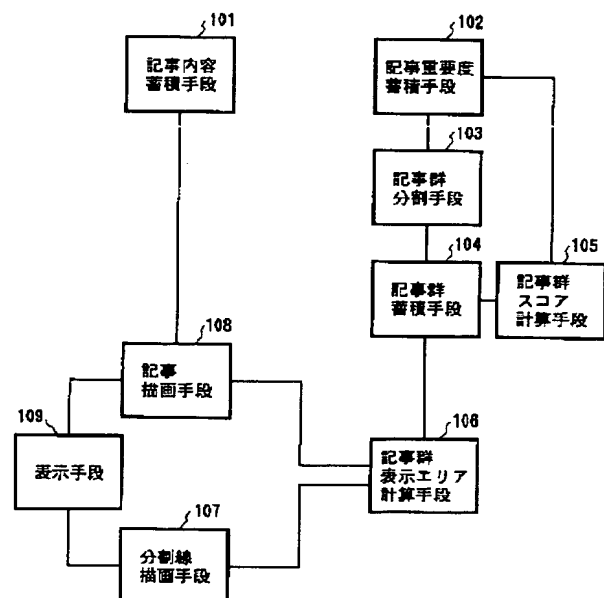 101
記事内容
蓄積手段
102
記事重要度
蓄積手段
103
記事群
分割手段
104
記事群
蓄積手段
105
記事群
スコア
計算手段
108
記事
描画手段
109
表示手段
106
記事群
表示エリア
計算手段
107
分割線
描画手段